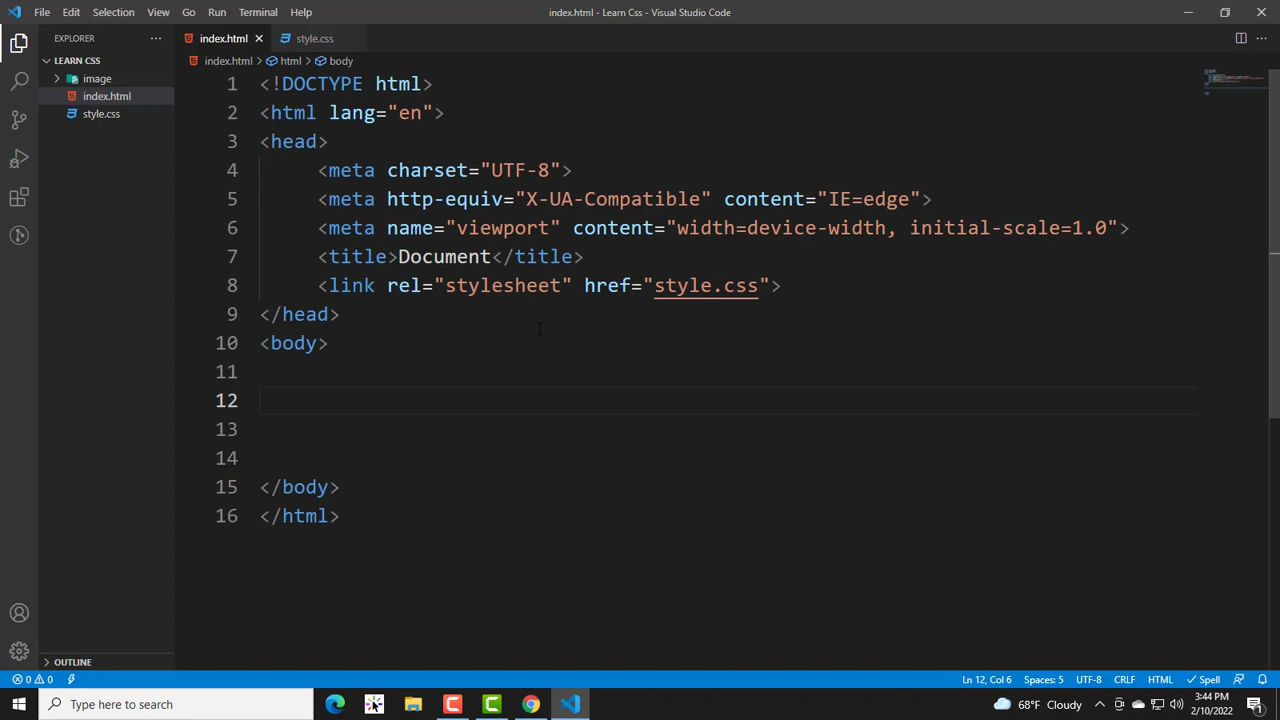 File Edit Selection View Go Run Terminal Help index.html - Learn Css - Visual Studio Code
EXPLORER ··· index.html style.css
LEARN CSS index.html > html > body
image
index.html
style.css
1 <!DOCTYPE html>
2 <html lang="en">
3 <head>
4 <meta charset="UTF-8">
5 <meta http-equiv="X-UA-Compatible" content="IE=edge">
6 <meta name="viewport" content="width=device-width, initial-scale=1.0">
7 <title>Document</title>
8 <link rel="stylesheet" href="style.css">
9 </head>
10 <body>
11
12
13
14
15 </body>
16 </html>
OUTLINE
0 0 Ln 12, Col 6 Spaces: 5 UTF-8 CRLF HTML Spell
Type here to search 68°F Cloudy 3:44 PM
2/10/2022 1